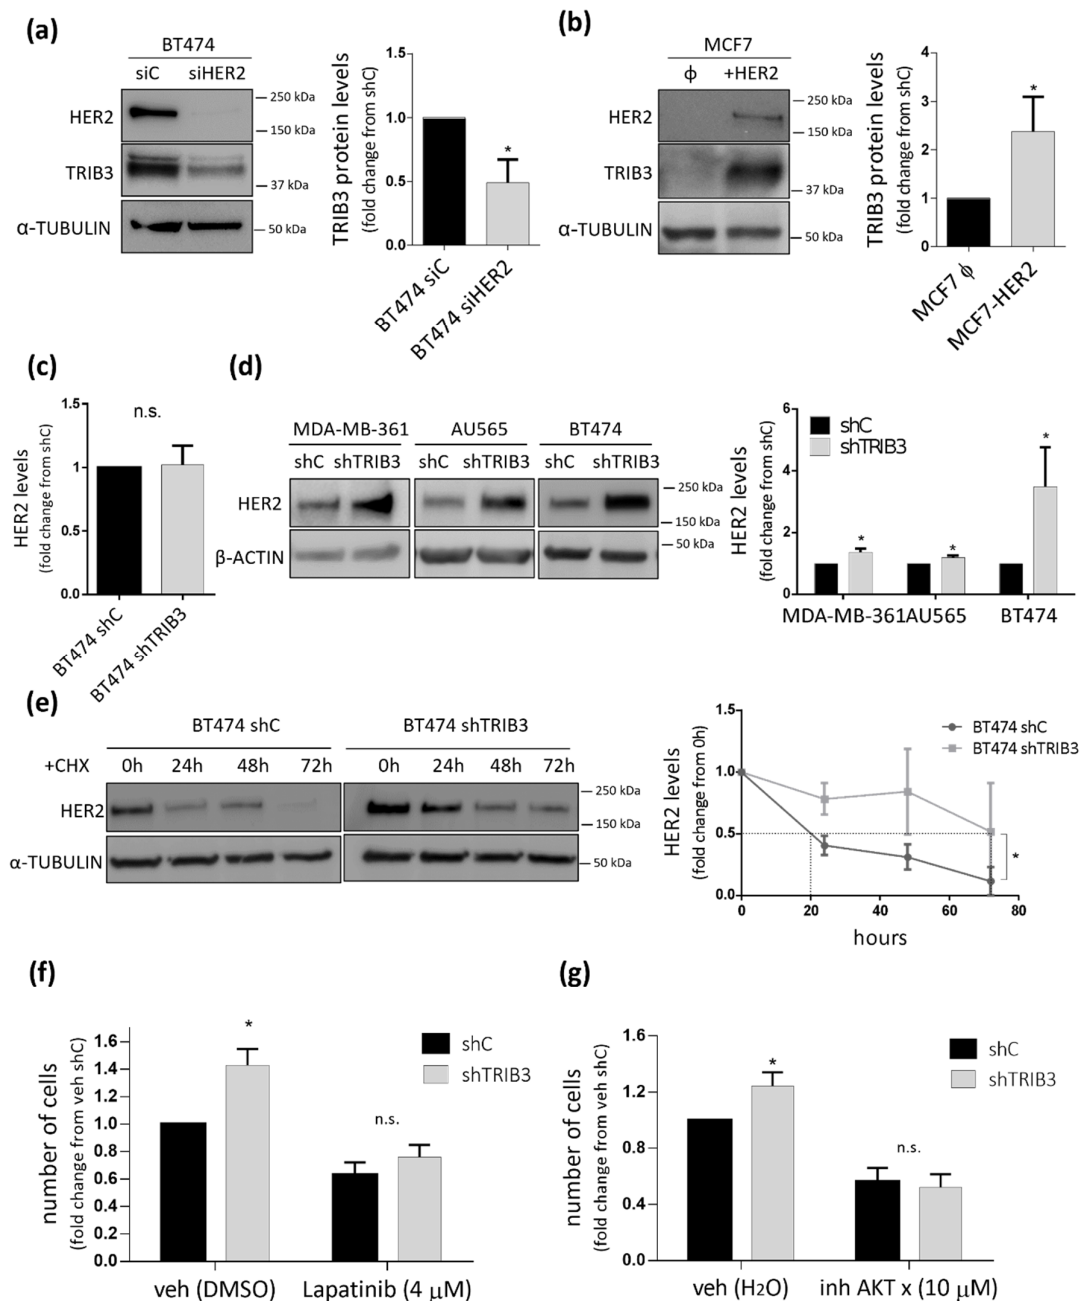 (a)
BT474
siC siHER2
HER2
TRIB3
α-TUBULIN
250 kDa
150 kDa
37 kDa
50 kDa
TRIB3 protein levels
(fold change from shC)
1.5
1.0
0.5
0.0
*
BT474 siC
BT474 siHER2
(b)
MCF7
ϕ +HER2
HER2
TRIB3
α-TUBULIN
250 kDa
150 kDa
37 kDa
50 kDa
TRIB3 protein levels
(fold change from shC)
4
3
2
1
0
*
MCF7 ϕ
MCF7-HER2
(c)
HER2 levels
(fold change from shC)
1.5
1
0.5
0.0
n.s.
BT474 shC
BT474 shTRIB3
(d)
MDA-MB-361 AU565 BT474
shC shTRIB3 shC shTRIB3 shC shTRIB3
HER2
β-ACTIN
250 kDa
150 kDa
50 kDa
HER2 levels
(fold change from shC)
6
4
2
0
shC
shTRIB3
* * *
MDA-MB-361 AU565 BT474
(e)
BT474 shC BT474 shTRIB3
+CHX 0h 24h 48h 72h 0h 24h 48h 72h
HER2
α-TUBULIN
250 kDa
150 kDa
50 kDa
HER2 levels
(fold change from 0h)
1.5
1.0
0.5
0.0
BT474 shC
BT474 shTRIB3
*
0 20 40 60 80
hours
(f)
number of cells
(fold change from veh shC)
1.6
1.4
1.2
1.0
0.8
0.6
0.4
0.2
0.0
*
n.s.
shC
shTRIB3
veh (DMSO) Lapatinib (4 μM)
(g)
number of cells
(fold change from veh shC)
1.6
1.2
0.8
0.4
0.0
*
n.s.
shC
shTRIB3
veh (H2O) inh AKT x (10 μM)